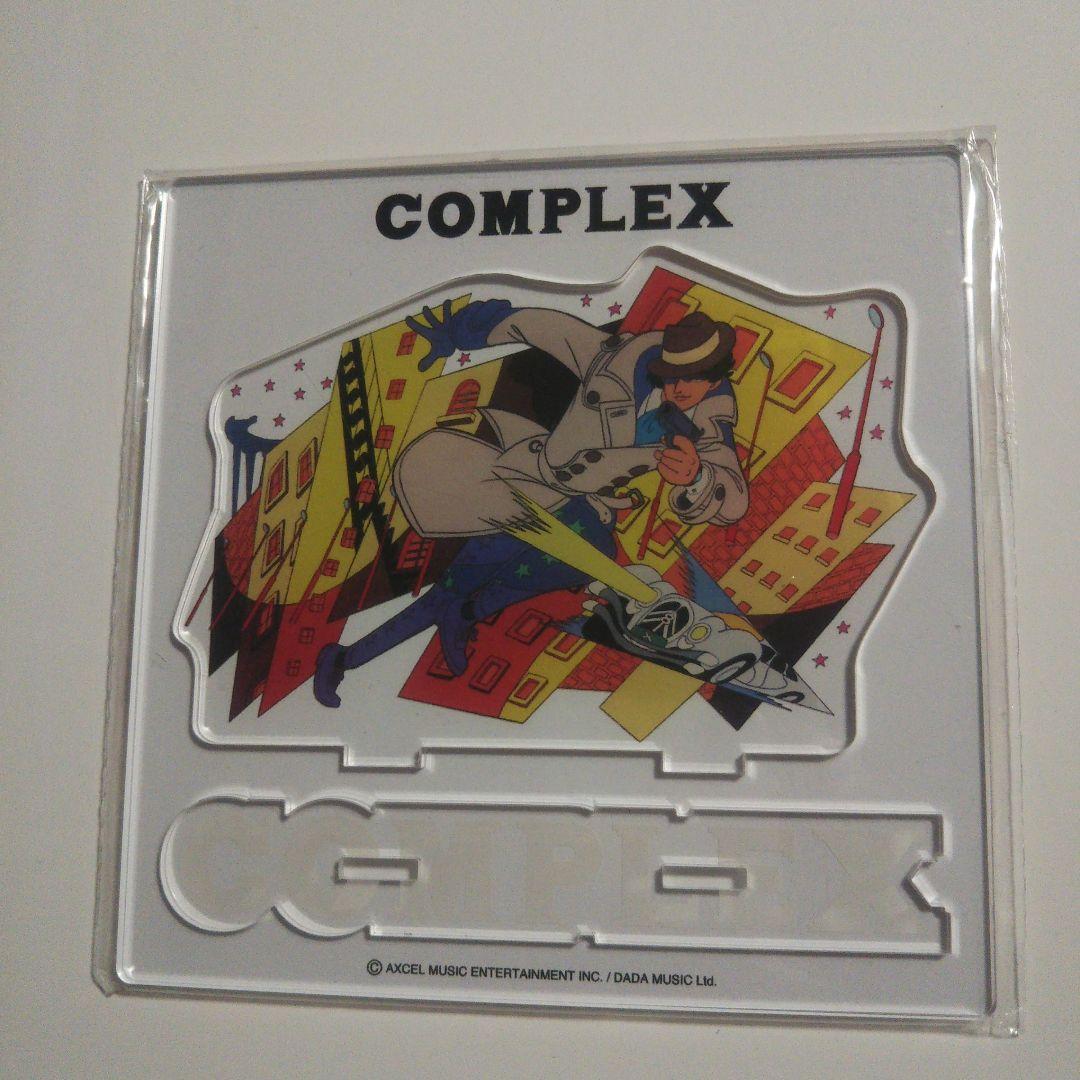 COMPLEX
COMPLEX
© AXCEL MUSIC ENTERTAINMENT INC. / DADA MUSIC Ltd.